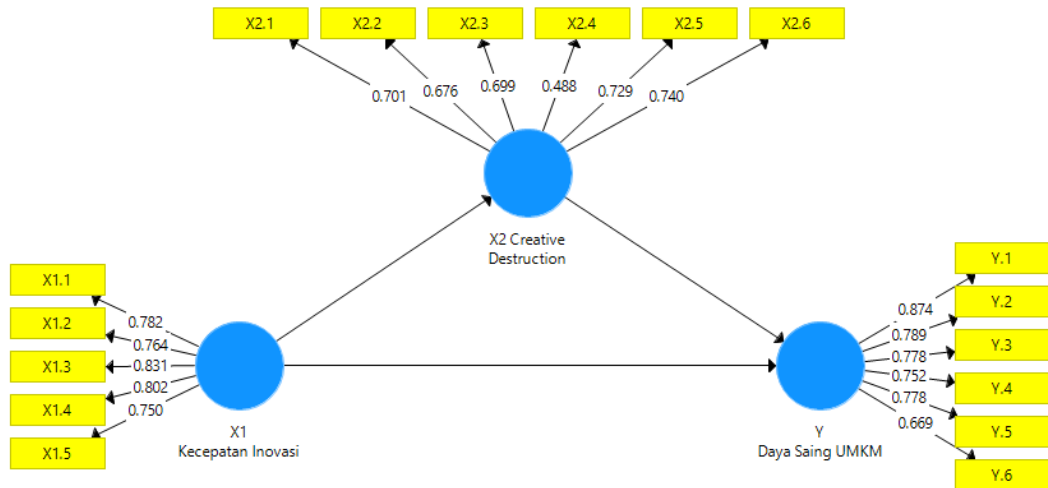 X2.1 X2.2 X2.3 X2.4 X2.5 X2.6
0.701 0.676 0.699 0.488 0.729 0.740
X2 Creative
Destruction
X1.1
X1.2
X1.3
X1.4
X1.5
0.782
0.764
0.831
0.802
0.750
X1
Kecepatan Inovasi
Y.1
Y.2
Y.3
Y.4
Y.5
Y.6
0.874
0.789
0.778
0.752
0.778
0.669
Y
Daya Saing UMKM